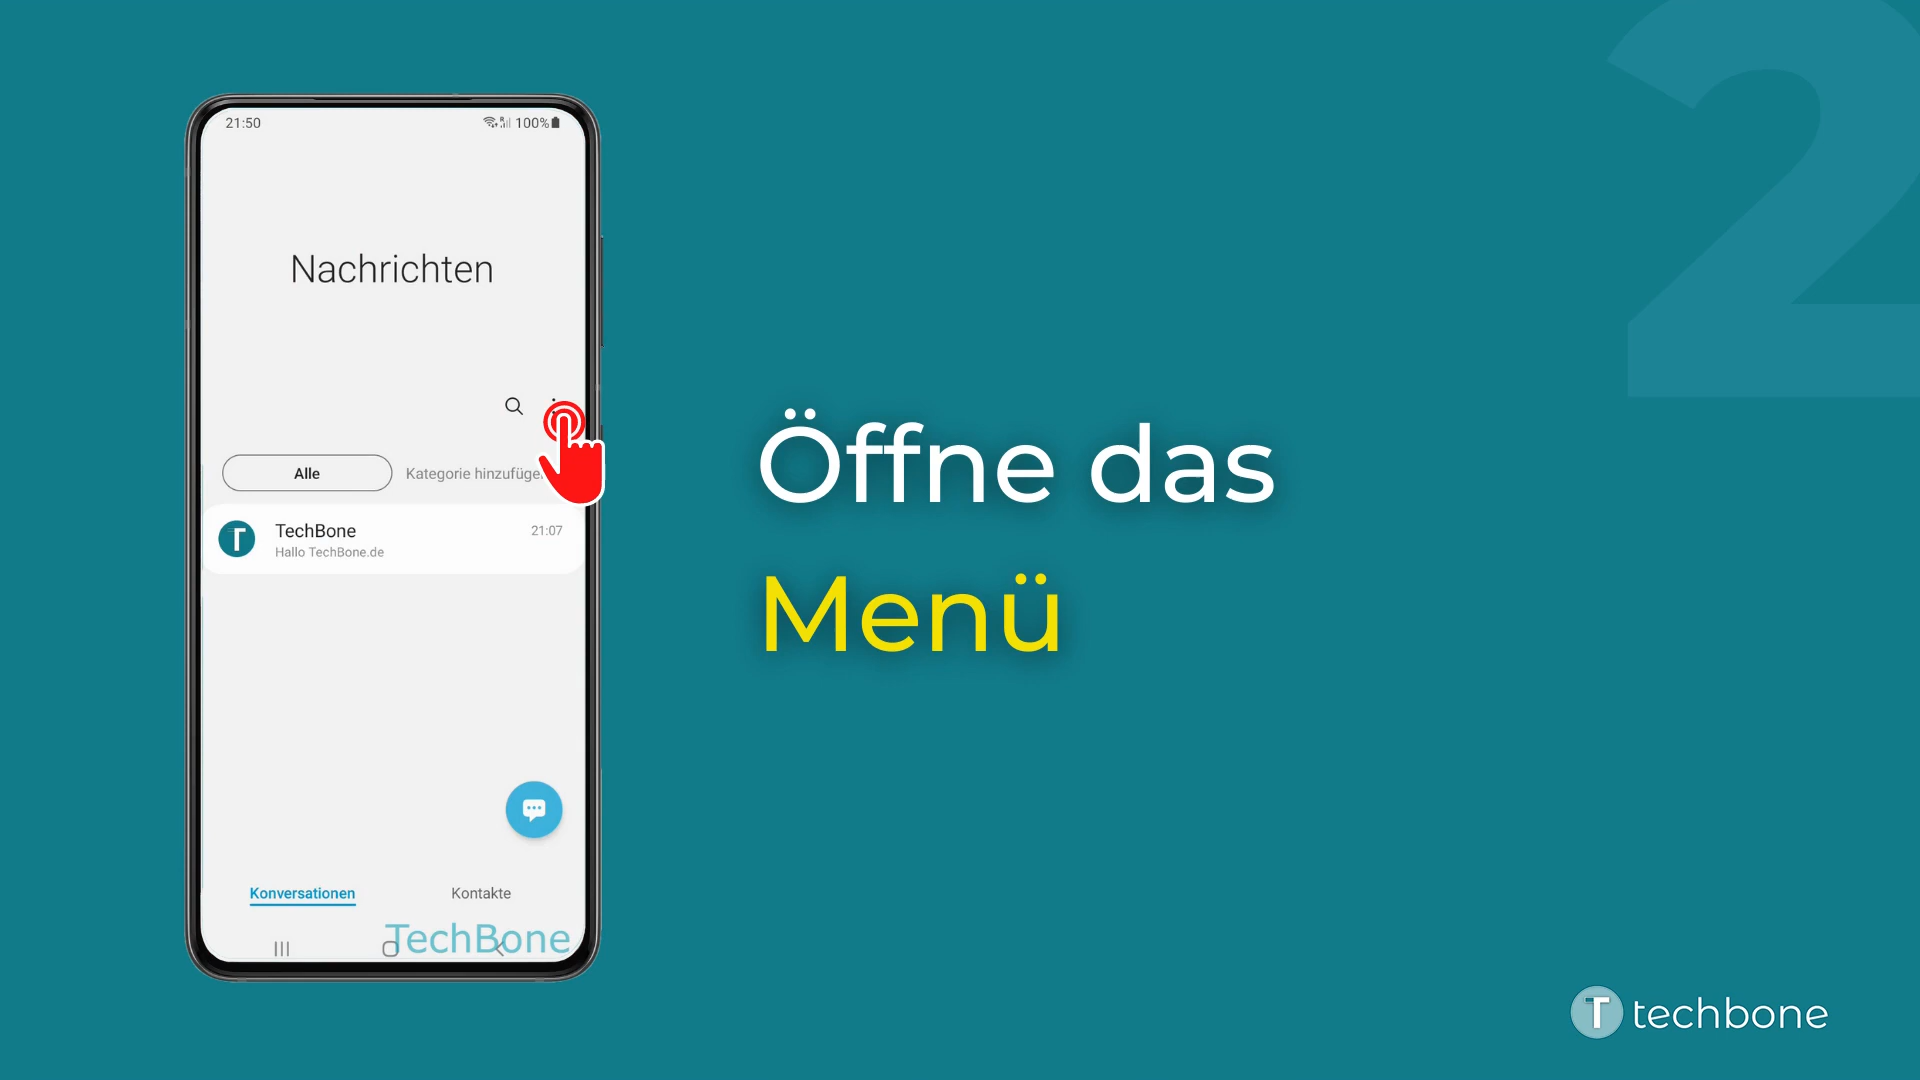 2
21:50
100%
Nachrichten
Alle
Kategorie hinzufüge
TechBone
21:07
Hallo TechBone.de
Konversationen
Kontakte
TechBone
Öffne das
Menü
techbone